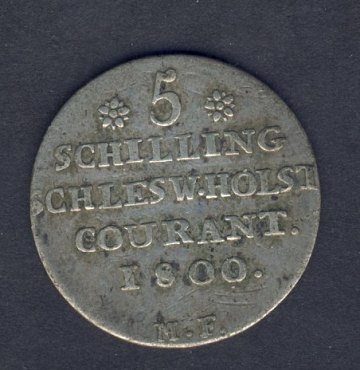 5
SCHILLING
SCHLESW.HOLST
COURANT.
1800.
M.F.